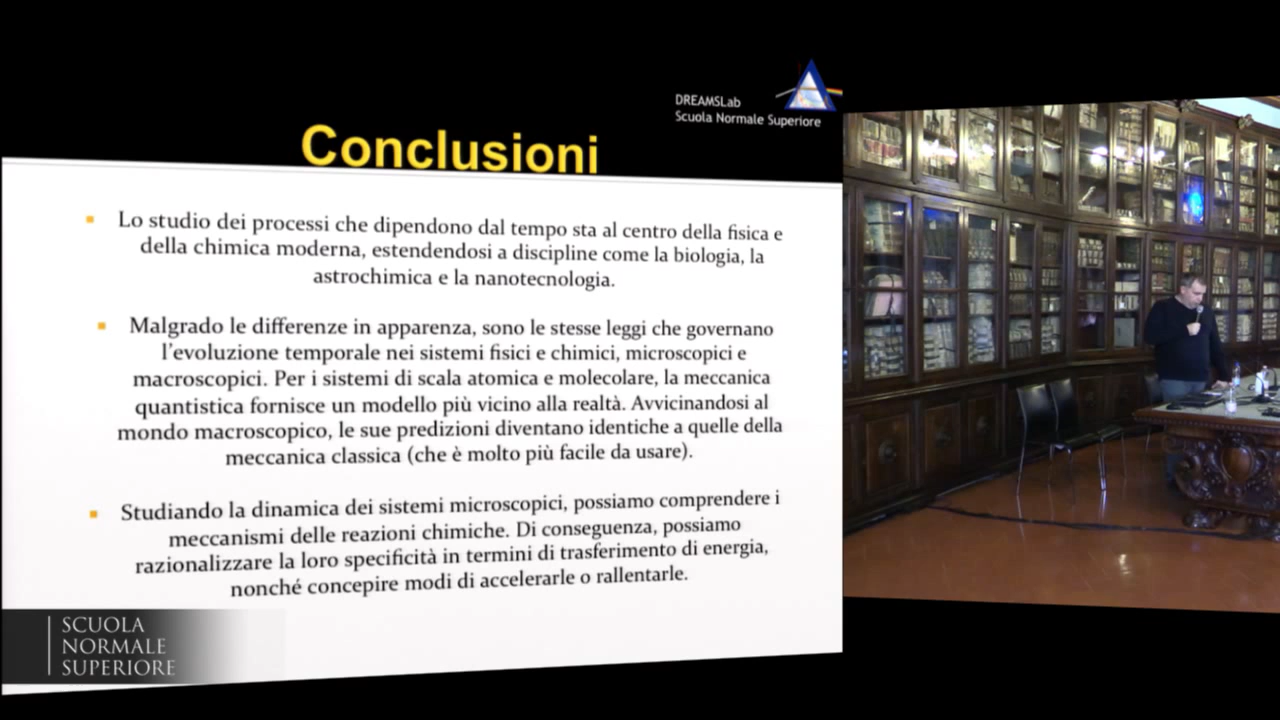 DREAMSLab
Scuola Normale Superiore
Conclusioni
Lo studio dei processi che dipendono dal tempo sta al centro della fisica e
della chimica moderna, estendendosi a discipline come la biologia, la
astrochimica e la nanotecnologia.
Malgrado le differenze in apparenza, sono le stesse leggi che governano
l'evoluzione temporale nei sistemi fisici e chimici, microscopici e
macroscopici. Per i sistemi di scala atomica e molecolare, la meccanica
quantistica fornisce un modello più vicino alla realtà. Avvicinandosi al
mondo macroscopico, le sue predizioni diventano identiche a quelle della
meccanica classica (che è molto più facile da usare).
Studiando la dinamica dei sistemi microscopici, possiamo comprendere i
meccanismi delle reazioni chimiche. Di conseguenza, possiamo
razionalizzare la loro specificità in termini di trasferimento di energia,
nonché concepire modi di accelerarle o rallentarle.
SCUOLA
NORMALE
SUPERIORE